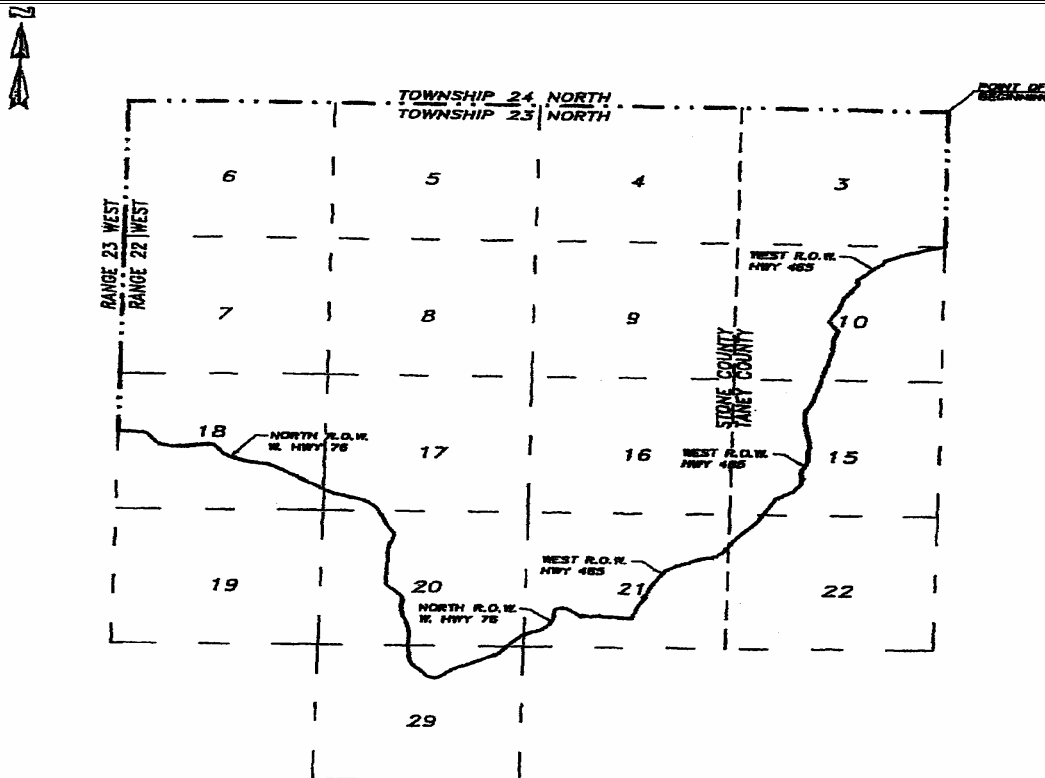 N
POINT OF
TOWNSHIP 24 NORTH
TOWNSHIP 23 NORTH
6
5
4
3
RANGE 23 WEST
RANGE 22 WEST
WEST R.O.W.
HWY 465
7
8
9
10
STONE COUNTY
TANEY COUNTY
18
NORTH R.O.W.
W. HWY 76
17
16
WEST R.O.W.
HWY 465
15
WEST R.O.W.
HWY 465
19
20
21
22
NORTH R.O.W.
W. HWY 76
29